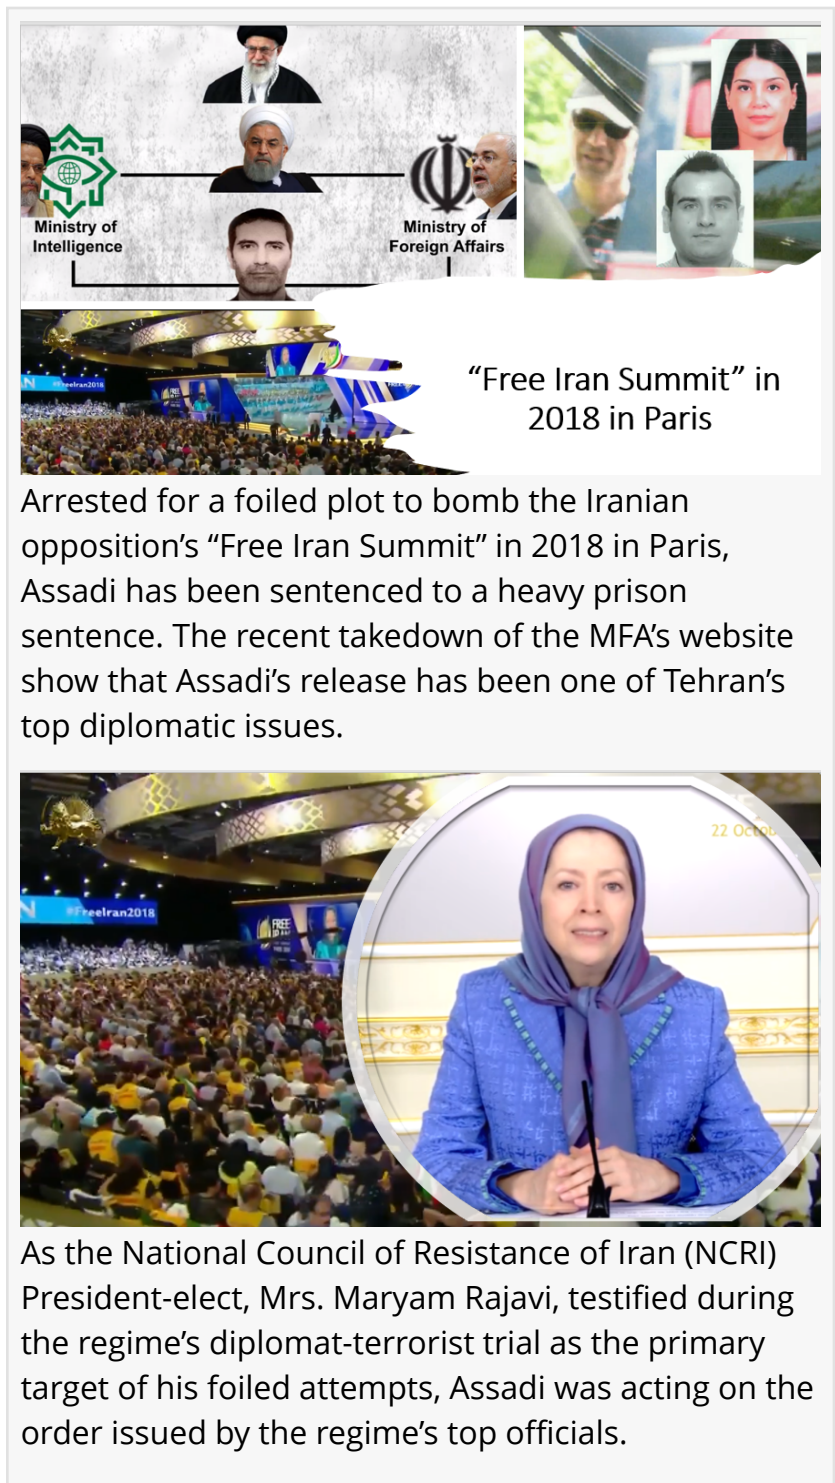 Ministry of
Intelligence
Ministry of
Foreign Affairs
#FreeIran2018
“Free Iran Summit” in
2018 in Paris
Arrested for a foiled plot to bomb the Iranian
opposition’s “Free Iran Summit” in 2018 in Paris,
Assadi has been sentenced to a heavy prison
sentence. The recent takedown of the MFA’s website
show that Assadi’s release has been one of Tehran’s
top diplomatic issues.
22 Octob
N #FreeIran2018
FREE
As the National Council of Resistance of Iran (NCRI)
President-elect, Mrs. Maryam Rajavi, testified during
the regime’s diplomat-terrorist trial as the primary
target of his foiled attempts, Assadi was acting on the
order issued by the regime’s top officials.